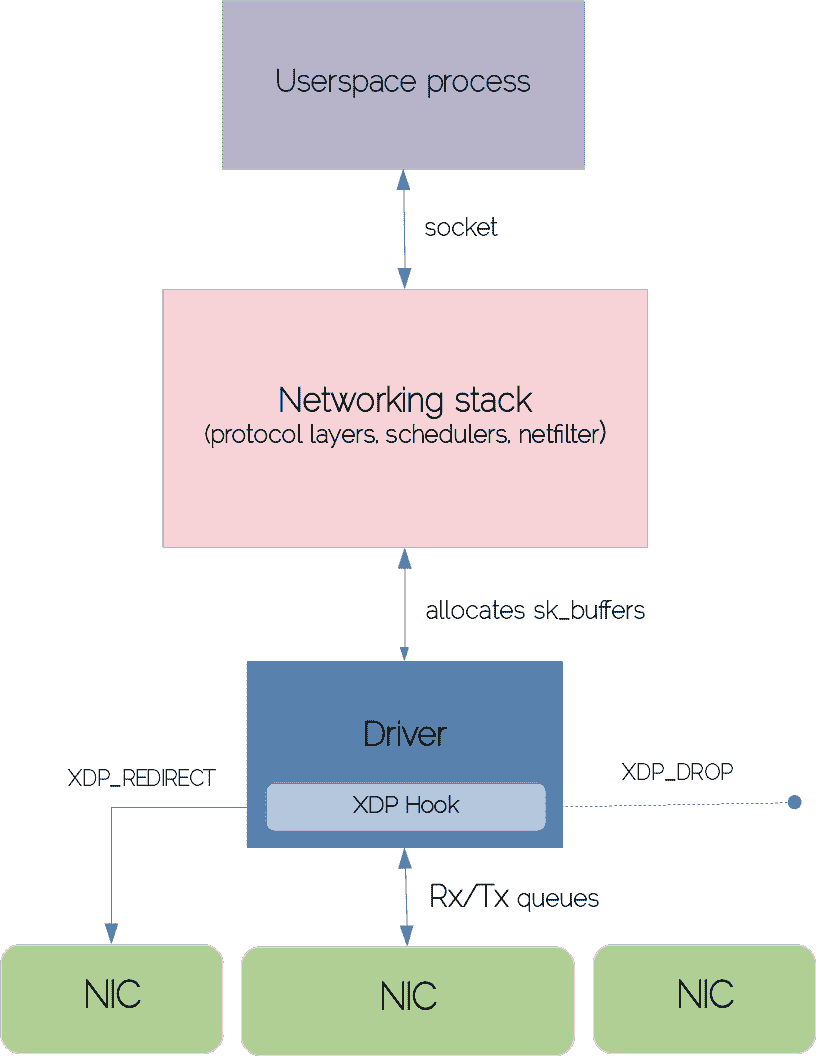 Userspace process
socket
Networking stack
(protocol layers, schedulers, netfilter)
allocates sk_buffers
Driver
XDP_REDIRECT
XDP_DROP
XDP Hook
Rx/Tx queues
NIC
NIC
NIC